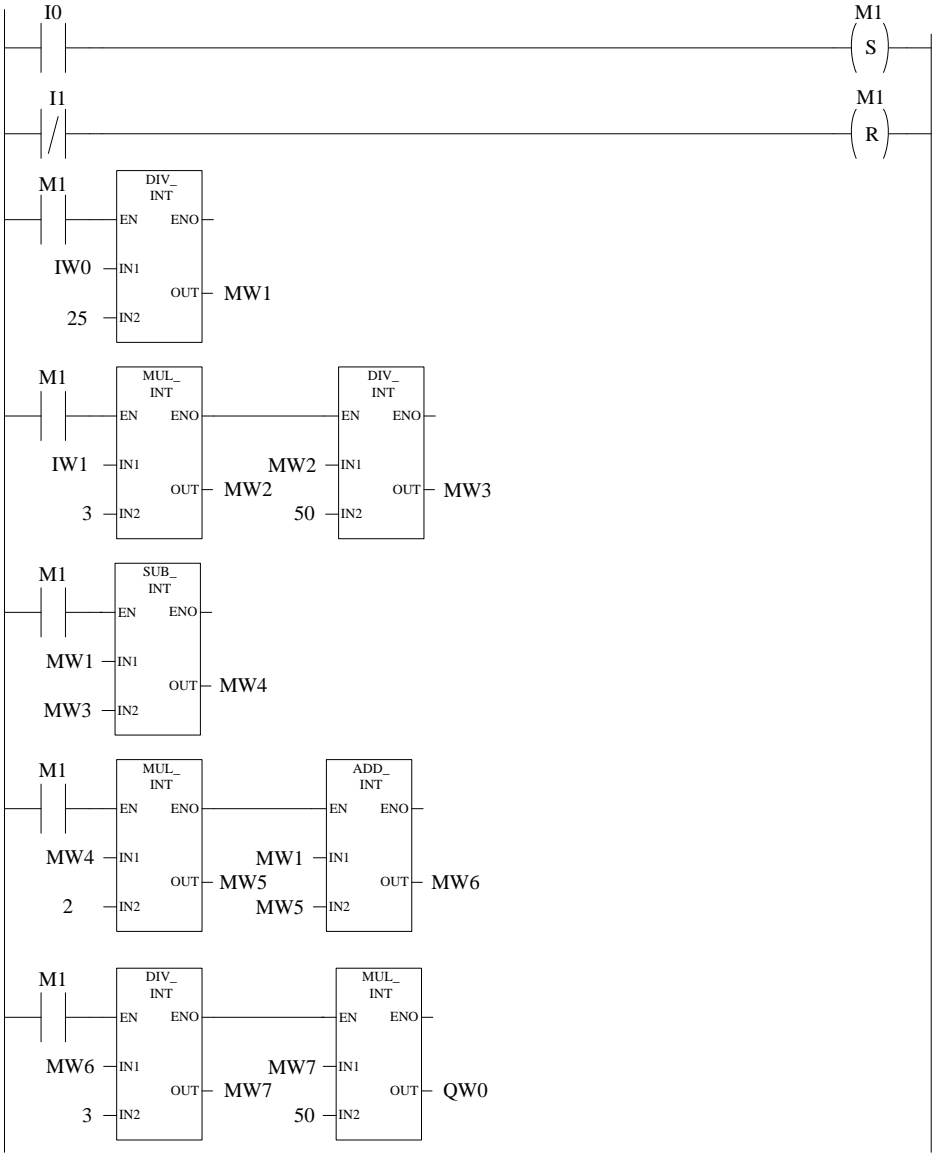 I0 M1
S
I1 M1
R
M1 DIV_
INT
EN ENO
IW0 IN1
OUT MW1
25 IN2
M1 MUL_
INT DIV_
INT
EN ENO EN ENO
IW1 IN1 MW2 IN1
OUT MW2 OUT MW3
3 IN2 50 IN2
M1 SUB_
INT
EN ENO
MW1 IN1
OUT MW4
MW3 IN2
M1 MUL_
INT ADD_
INT
EN ENO EN ENO
MW4 IN1 MW1 IN1
OUT MW5 OUT MW6
2 IN2 MW5 IN2
M1 DIV_
INT MUL_
INT
EN ENO EN ENO
MW6 IN1 MW7 IN1
OUT MW7 OUT QW0
3 IN2 50 IN2